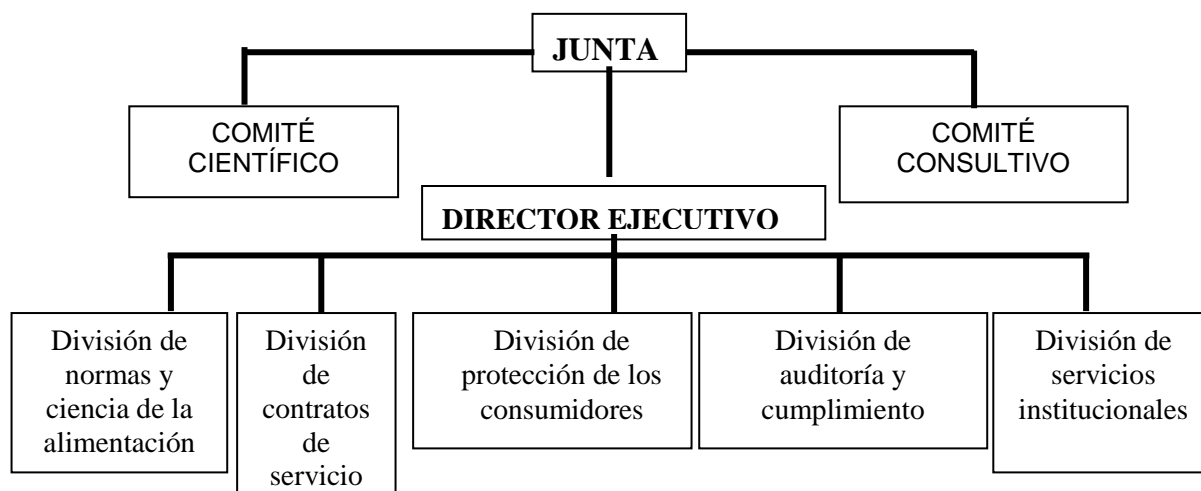 JUNTA
COMITÉ
CIENTÍFICO
COMITÉ
CONSULTIVO
DIRECTOR EJECUTIVO
División de
normas y
ciencia de la
alimentación
División
de
contratos
de
servicio
División de
protección de los
consumidores
División de
auditoría y
cumplimiento
División de
servicios
institucionales